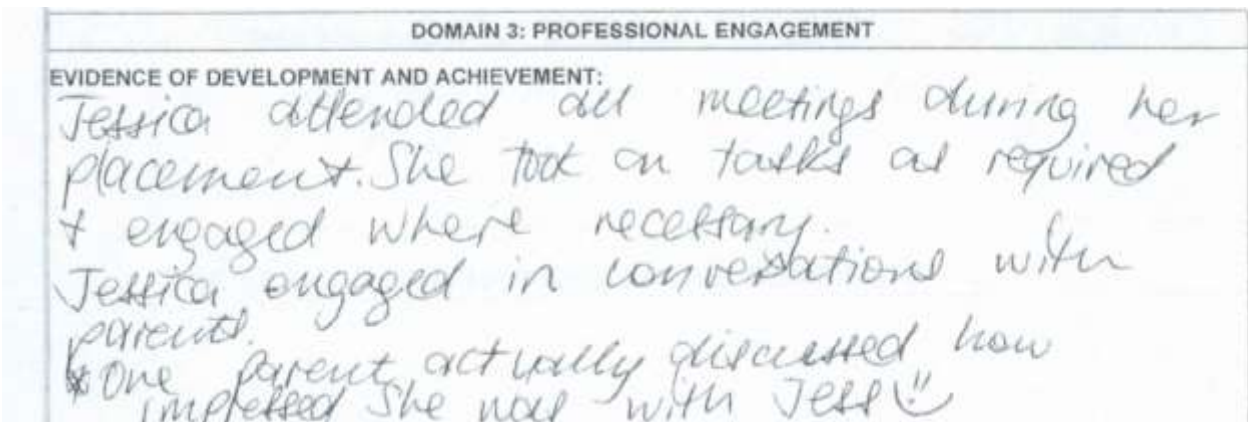 DOMAIN 3: PROFESSIONAL ENGAGEMENT
EVIDENCE OF DEVELOPMENT AND ACHIEVEMENT:
Jessica attended all meetings during her
placement. She took on tasks as required
+ engaged where necessary.
Jessica engaged in conversations with
parents.
* One parent actually discussed how
impressed she was with Jess!!